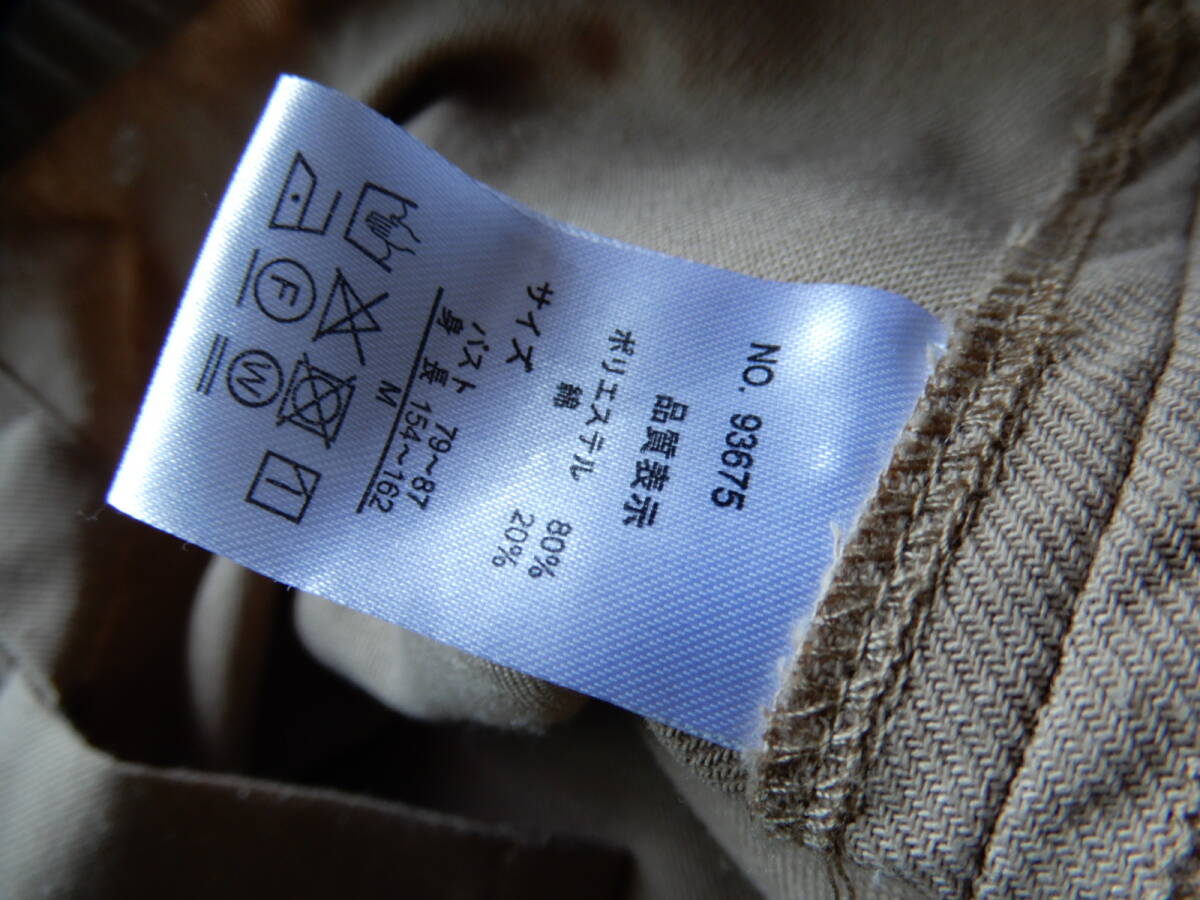 NO. 93675
品質表示
ポリエステル 80%
綿 20%
サイズ
バスト 79~87
身長 154~162
M
F
W